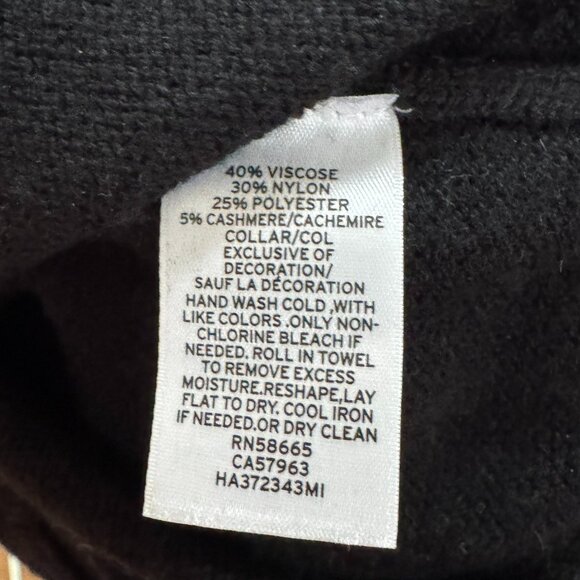 40% VISCOSE
30% NYLON
25% POLYESTER
5% CASHMERE/CACHEMIRE
COLLAR/COL
EXCLUSIVE OF
DECORATION/
SAUF LA DÉCORATION
HAND WASH COLD ,WITH
LIKE COLORS .ONLY NON-
CHLORINE BLEACH IF
NEEDED. ROLL IN TOWEL
TO REMOVE EXCESS
MOISTURE.RESHAPE,LAY
FLAT TO DRY. COOL IRON
IF NEEDED.OR DRY CLEAN
RN58665
CA57963
HA372343MI